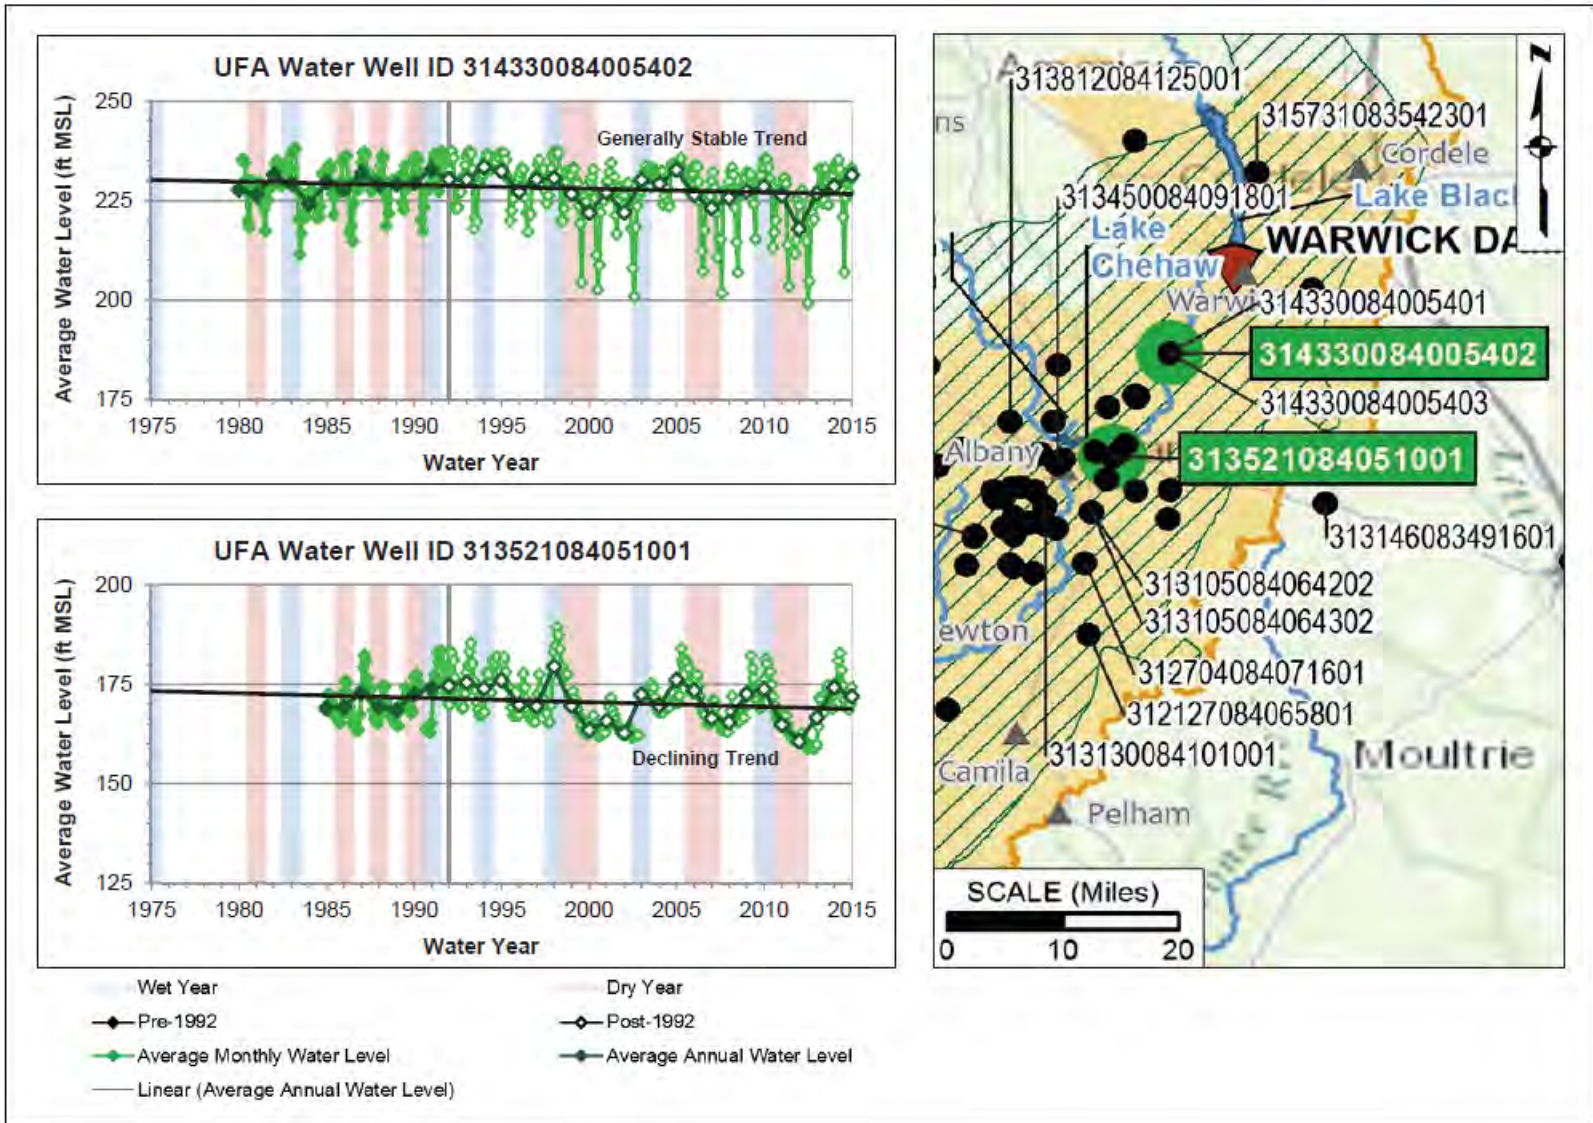 UFA Water Well ID 314330084005402
Average Water Level (ft MSL)
250
225
200
175
Generally Stable Trend
1975 1980 1985 1990 1995 2000 2005 2010 2015
Water Year
UFA Water Well ID 313521084051001
Average Water Level (ft MSL)
200
175
150
125
Declining Trend
1975 1980 1985 1990 1995 2000 2005 2010 2015
Water Year
Wet Year
Dry Year
Pre-1992
Post-1992
Average Monthly Water Level
Average Annual Water Level
Linear (Average Annual Water Level)
313812084125001
ns
315731083542301
Cordele
313450084091801
Lake Blac
Lake
Chehaw
WARWICK DA
Warwi
314330084005401
314330084005402
314330084005403
Albany
313521084051001
313146083491601
313105084064202
313105084064302
ewton
312704084071601
312127084065801
313130084101001
Camila
Moultrie
Pelham
SCALE (Miles)
0 10 20
N